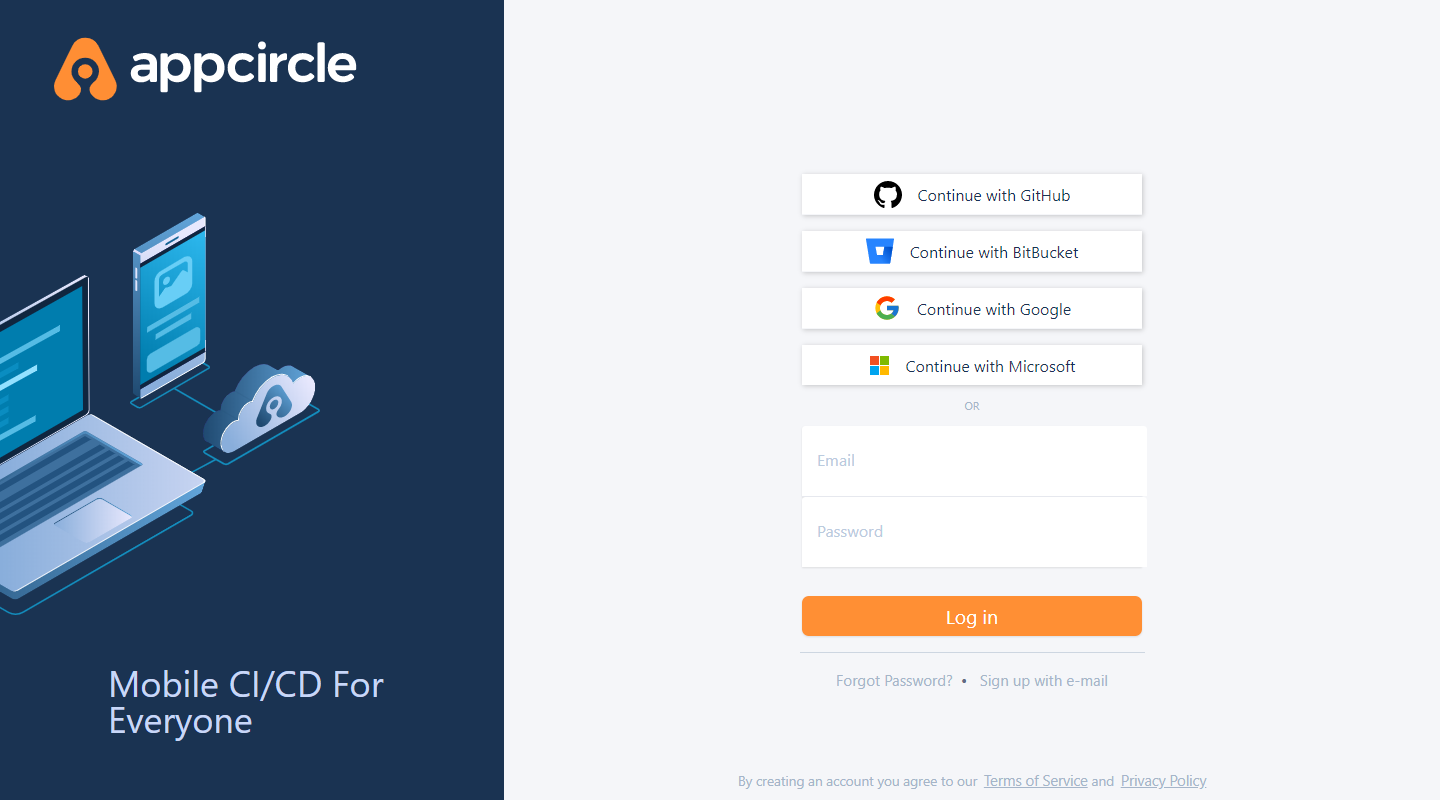 appcircle
Mobile CI/CD For
Everyone
Continue with GitHub
Continue with BitBucket
Continue with Google
Continue with Microsoft
OR
Email
Password
Log in
Forgot Password? • Sign up with e-mail
By creating an account you agree to our Terms of Service and Privacy Policy